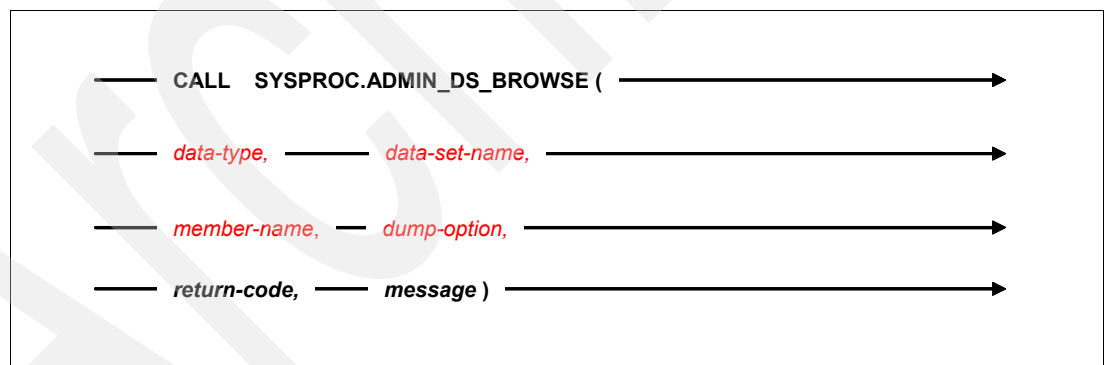 CALL SYSPROC.ADMIN_DS_BROWSE (
data-type, data-set-name,
member-name, dump-option,
return-code, message )